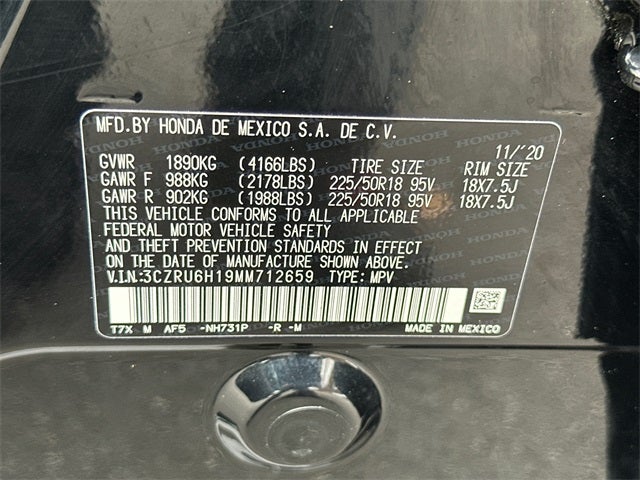 MFD.BY HONDA DE MEXICO S.A. DE C.V. 11/'20
GVWR 1890KG (4166LBS) TIRE SIZE RIM SIZE
GAWR F 988KG (2178LBS) 225/50R18 95V 18X7.5J
GAWR R 902KG (1988LBS) 225/50R18 95V 18X7.5J
THIS VEHICLE CONFORMS TO ALL APPLICABLE
FEDERAL MOTOR VEHICLE SAFETY
AND THEFT PREVENTION STANDARDS IN EFFECT
ON THE DATE OF MANUFACTURE SHOWN ABOVE.
V.I.N:3CZRU6H19MM712659 TYPE: MPV
T7X M AF5 -NH731P -R -M MADE IN MEXICO